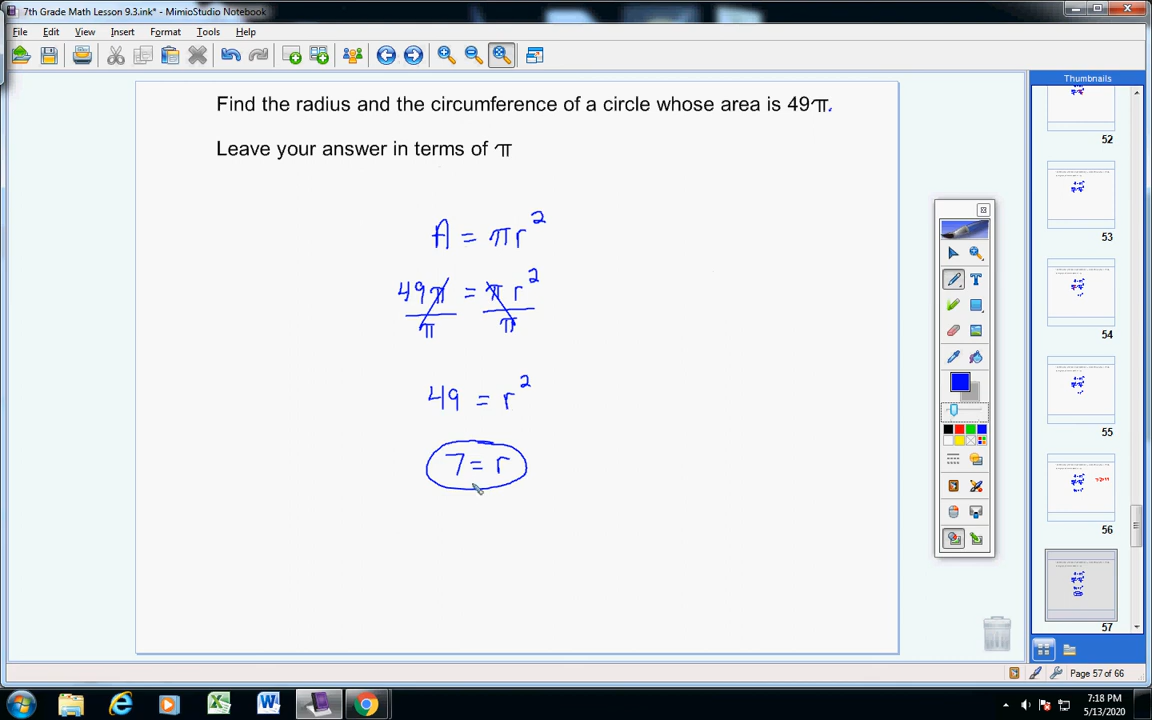 7th Grade Math Lesson 9.3.ink* - MimioStudio Notebook
File Edit View Insert Format Tools Help
Find the radius and the circumference of a circle whose area is 49π.
Leave your answer in terms of π
A = πr²
49π = πr²
π π
49 = r²
7 = r
Thumbnails
52
53
54
55
56
57
Page 57 of 66
7:18 PM
5/13/2020